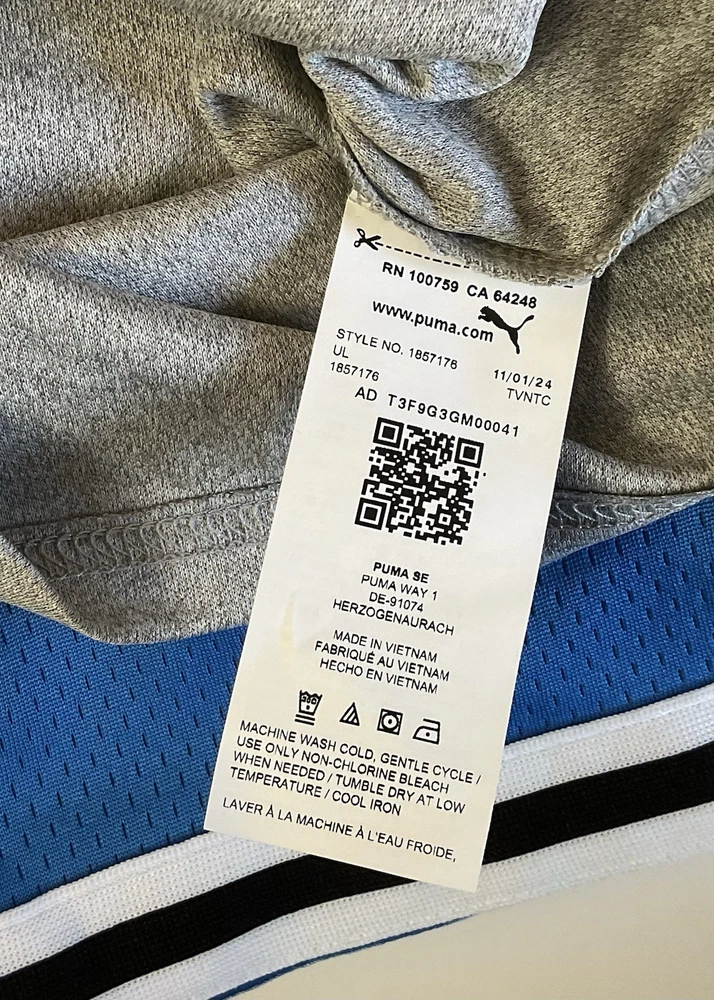 RN 100759 CA 64248
www.puma.com
STYLE NO. 1857176
UL 11/01/24
1857176 TVNTC
AD T3F9G3GM00041
PUMA SE
PUMA WAY 1
DE-91074
HERZOGENAURACH
MADE IN VIETNAM
FABRIQUÉ AU VIETNAM
HECHO EN VIETNAM
MACHINE WASH COLD, GENTLE CYCLE /
USE ONLY NON-CHLORINE BLEACH
WHEN NEEDED / TUMBLE DRY AT LOW
TEMPERATURE / COOL IRON
LAVER À LA MACHINE À L'EAU FROIDE,